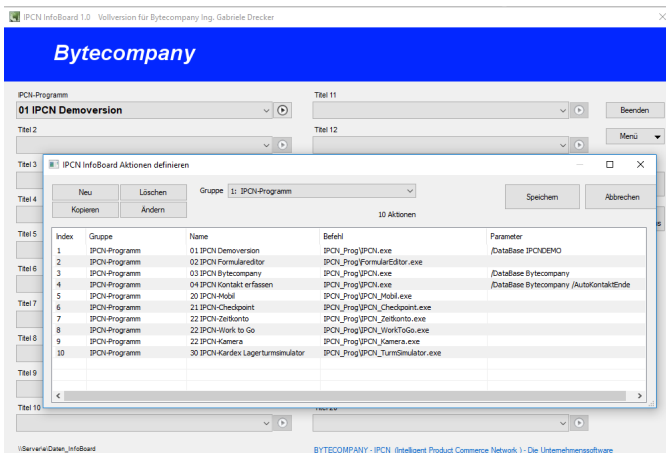 IPCN InfoBoard 1.0 Vollversion für Bytecompany Ing. Gabriele Drecker
Bytecompany
IPCN-Programm
Titel 11
01 IPCN Demoversion
Beenden
Titel 2
Titel 12
Menü
Titel 3
IPCN InfoBoard Aktionen definieren
Neu
Löschen
Gruppe
1: IPCN-Programm
Speichern
Abbrechen
Titel 4
Kopieren
Ändern
10 Aktionen
Titel 5
Index Gruppe Name Befehl Parameter
1 IPCN-Programm 01 IPCN Demoversion IPCN_Prog\IPCN.exe /DataBase IPCNDEMO
2 IPCN-Programm 02 IPCN Formulareditor IPCN_Prog\FormularEditor.exe
Titel 6
3 IPCN-Programm 03 IPCN Bytecompany IPCN_Prog\IPCN.exe /DataBase Bytecompany
4 IPCN-Programm 04 IPCN Kontakt erfassen IPCN_Prog\IPCN.exe /DataBase Bytecompany /AutoKontaktEnde
5 IPCN-Programm 20 IPCN-Mobil IPCN_Prog\IPCN_Mobil.exe
Titel 7
6 IPCN-Programm 21 IPCN-Checkpoint IPCN_Prog\IPCN_Checkpoint.exe
7 IPCN-Programm 22 IPCN-Zeitkonto IPCN_Prog\IPCN_Zeitkonto.exe
8 IPCN-Programm 22 IPCN-Work to Go IPCN_Prog\IPCN_WorkToGo.exe
Titel 8
9 IPCN-Programm 22 IPCN-Kamera IPCN_Prog\IPCN_Kamera.exe
10 IPCN-Programm 30 IPCN-Kardex Lagerturmsimulator IPCN_Prog\IPCN_TurmSimulator.exe
Titel 9
Titel 10
\\Server\e\Daten_InfoBoard
BYTECOMPANY - IPCN (Intelligent Product Commerce Network ) - Die Unternehmenssoftware